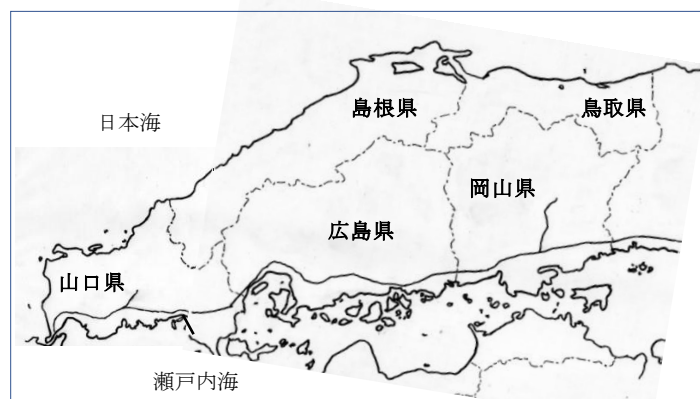 島根県
鳥取県
日本海
岡山県
広島県
山口県
瀬戸内海